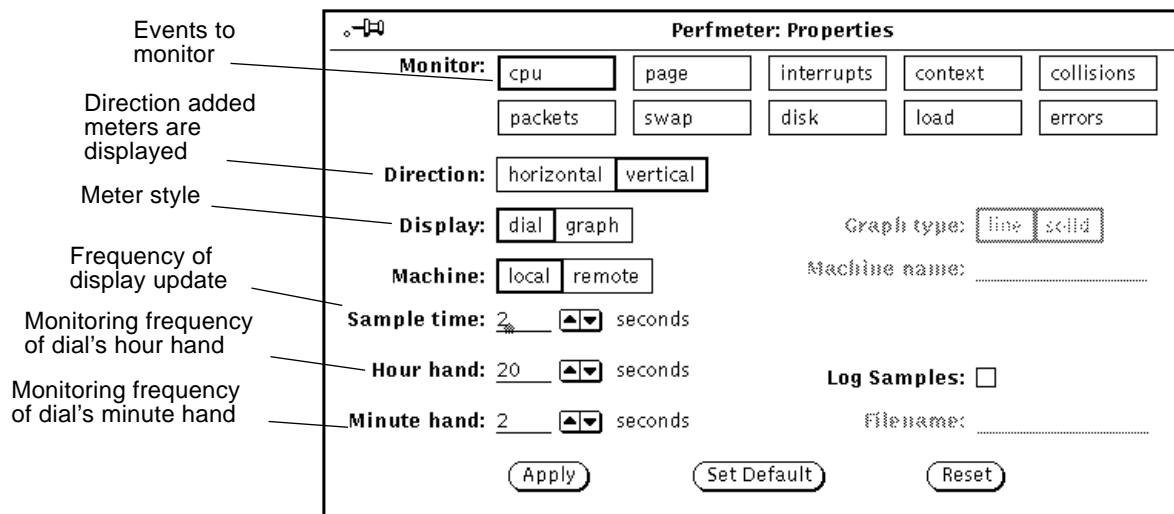 Events to
monitor
Direction added
meters are
displayed
Meter style
Frequency of
display update
Monitoring frequency
of dial's hour hand
Monitoring frequency
of dial's minute hand
Perfmeter: Properties
Monitor: cpu page interrupts context collisions
packets swap disk load errors
Direction: horizontal vertical
Display: dial graph Graph type: line solid
Machine: local remote Machine name:
Sample time: 2 seconds
Hour hand: 20 seconds Log Samples:
Minute hand: 2 seconds Filename:
Apply Set Default Reset